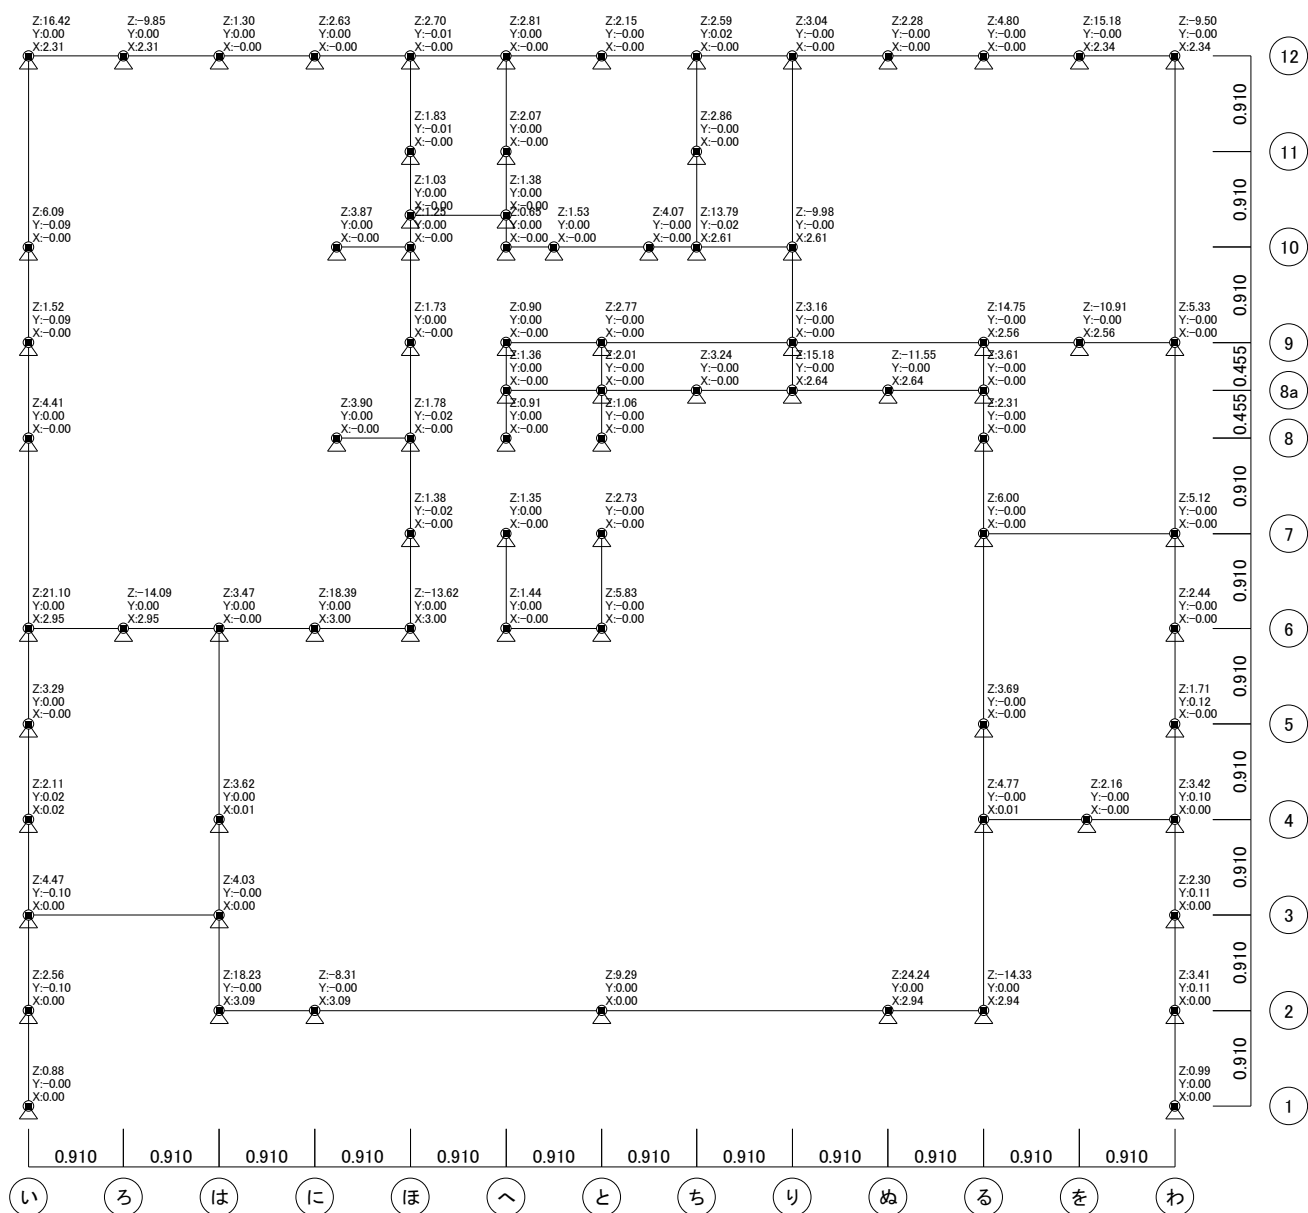 Z:16.42
Y:0.00
X:2.31
Z:-9.85
Y:0.00
X:2.31
Z:1.30
Y:0.00
X:-0.00
Z:2.63
Y:0.00
X:-0.00
Z:2.70
Y:-0.01
X:-0.00
Z:2.81
Y:0.00
X:-0.00
Z:2.15
Y:-0.00
X:-0.00
Z:2.59
Y:0.02
X:-0.00
Z:3.04
Y:-0.00
X:-0.00
Z:2.28
Y:-0.00
X:-0.00
Z:4.80
Y:-0.00
X:-0.00
Z:15.18
Y:-0.00
X:2.34
Z:-9.50
Y:-0.00
X:2.34
12
0.910
Z:1.83
Y:-0.01
X:-0.00
Z:2.07
Y:0.00
X:-0.00
Z:2.86
Y:-0.00
X:-0.00
11
0.910
Z:1.03
Y:0.00
X:-0.00
Z:1.38
Y:0.00
X:-0.00
Z:6.09
Y:-0.09
X:-0.00
Z:3.87
Y:0.00
X:-0.00
Z:1.25
Y:0.00
X:-0.00
Z:0.65
Y:0.00
X:-0.00
Z:1.53
Y:0.00
X:-0.00
Z:4.07
Y:-0.00
X:-0.00
Z:13.79
Y:-0.02
X:2.61
Z:-9.98
Y:-0.00
X:2.61
10
0.910
Z:1.52
Y:-0.09
X:-0.00
Z:1.73
Y:0.00
X:-0.00
Z:0.90
Y:0.00
X:-0.00
Z:2.77
Y:-0.00
X:-0.00
Z:3.16
Y:-0.00
X:-0.00
Z:14.75
Y:-0.00
X:2.56
Z:-10.91
Y:-0.00
X:2.56
Z:5.33
Y:-0.00
X:-0.00
9
0.455
Z:1.36
Y:0.00
X:-0.00
Z:2.01
Y:-0.00
X:-0.00
Z:3.24
Y:-0.00
X:-0.00
Z:15.18
Y:-0.00
X:2.64
Z:-11.55
Y:-0.00
X:2.64
Z:3.61
Y:-0.00
X:-0.00
8a
0.455
Z:4.41
Y:0.00
X:-0.00
Z:3.90
Y:0.00
X:-0.00
Z:1.78
Y:-0.02
X:-0.00
Z:0.91
Y:0.00
X:-0.00
Z:1.06
Y:-0.00
X:-0.00
Z:2.31
Y:-0.00
X:-0.00
8
0.910
Z:1.38
Y:-0.02
X:-0.00
Z:1.35
Y:0.00
X:-0.00
Z:2.73
Y:-0.00
X:-0.00
Z:6.00
Y:-0.00
X:-0.00
Z:5.12
Y:-0.00
X:-0.00
7
0.910
Z:21.10
Y:0.00
X:2.95
Z:-14.09
Y:0.00
X:2.95
Z:3.47
Y:0.00
X:-0.00
Z:18.39
Y:0.00
X:3.00
Z:-13.62
Y:0.00
X:3.00
Z:1.44
Y:0.00
X:-0.00
Z:5.83
Y:-0.00
X:-0.00
Z:2.44
Y:-0.00
X:-0.00
6
0.910
Z:3.29
Y:0.00
X:-0.00
Z:3.69
Y:-0.00
X:-0.00
Z:1.71
Y:0.12
X:-0.00
5
0.910
Z:2.11
Y:0.02
X:0.02
Z:3.62
Y:0.00
X:0.01
Z:4.77
Y:-0.00
X:0.01
Z:2.16
Y:-0.00
X:-0.00
Z:3.42
Y:0.10
X:0.00
4
0.910
Z:4.47
Y:-0.10
X:0.00
Z:4.03
Y:-0.00
X:0.00
Z:2.30
Y:0.11
X:0.00
3
0.910
Z:2.56
Y:-0.10
X:0.00
Z:18.23
Y:-0.00
X:3.09
Z:-8.31
Y:-0.00
X:3.09
Z:9.29
Y:0.00
X:0.00
Z:24.24
Y:0.00
X:2.94
Z:-14.33
Y:0.00
X:2.94
Z:3.41
Y:0.11
X:0.00
2
0.910
Z:0.88
Y:-0.00
X:0.00
Z:0.99
Y:0.00
X:0.00
1
0.910 0.910 0.910 0.910 0.910 0.910 0.910 0.910 0.910 0.910 0.910 0.910
い ろ は に ほ へ と ち り ぬ る を わ